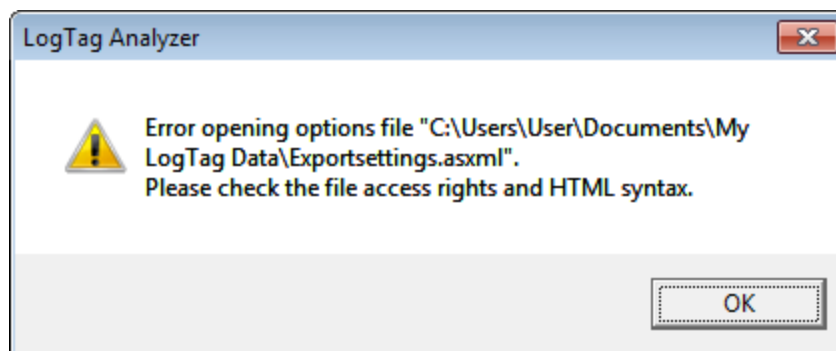 LogTag Analyzer
Error opening options file "C:\Users\User\Documents\My
LogTag Data\Exportsettings.asxml".
Please check the file access rights and HTML syntax.
OK